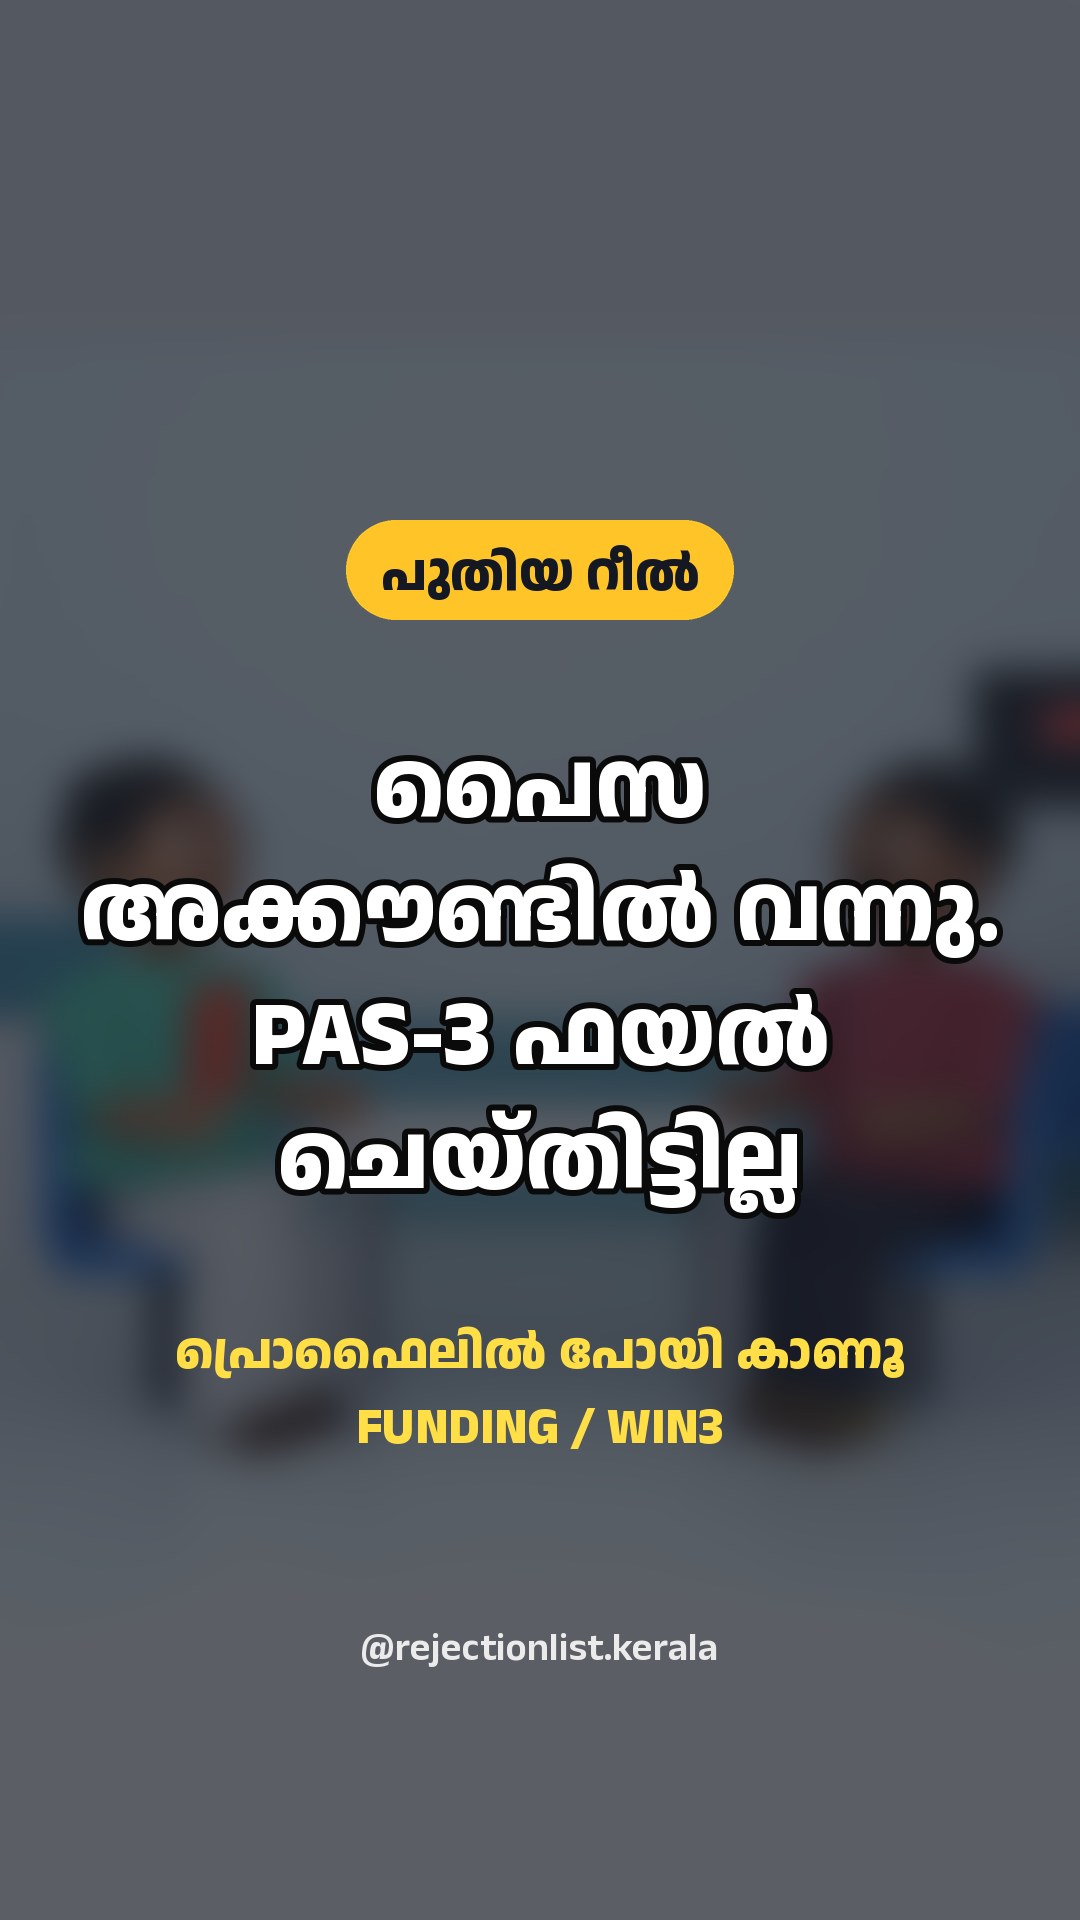 പുതിയ റീൽ
പൈസ
അക്കൗണ്ടിൽ വന്നു.
PAS-3 ഫയൽ
ചെയ്തിട്ടില്ല
പ്രൊഫൈലിൽ പോയി കാണൂ
FUNDING / WIN3
@rejectionlist.kerala